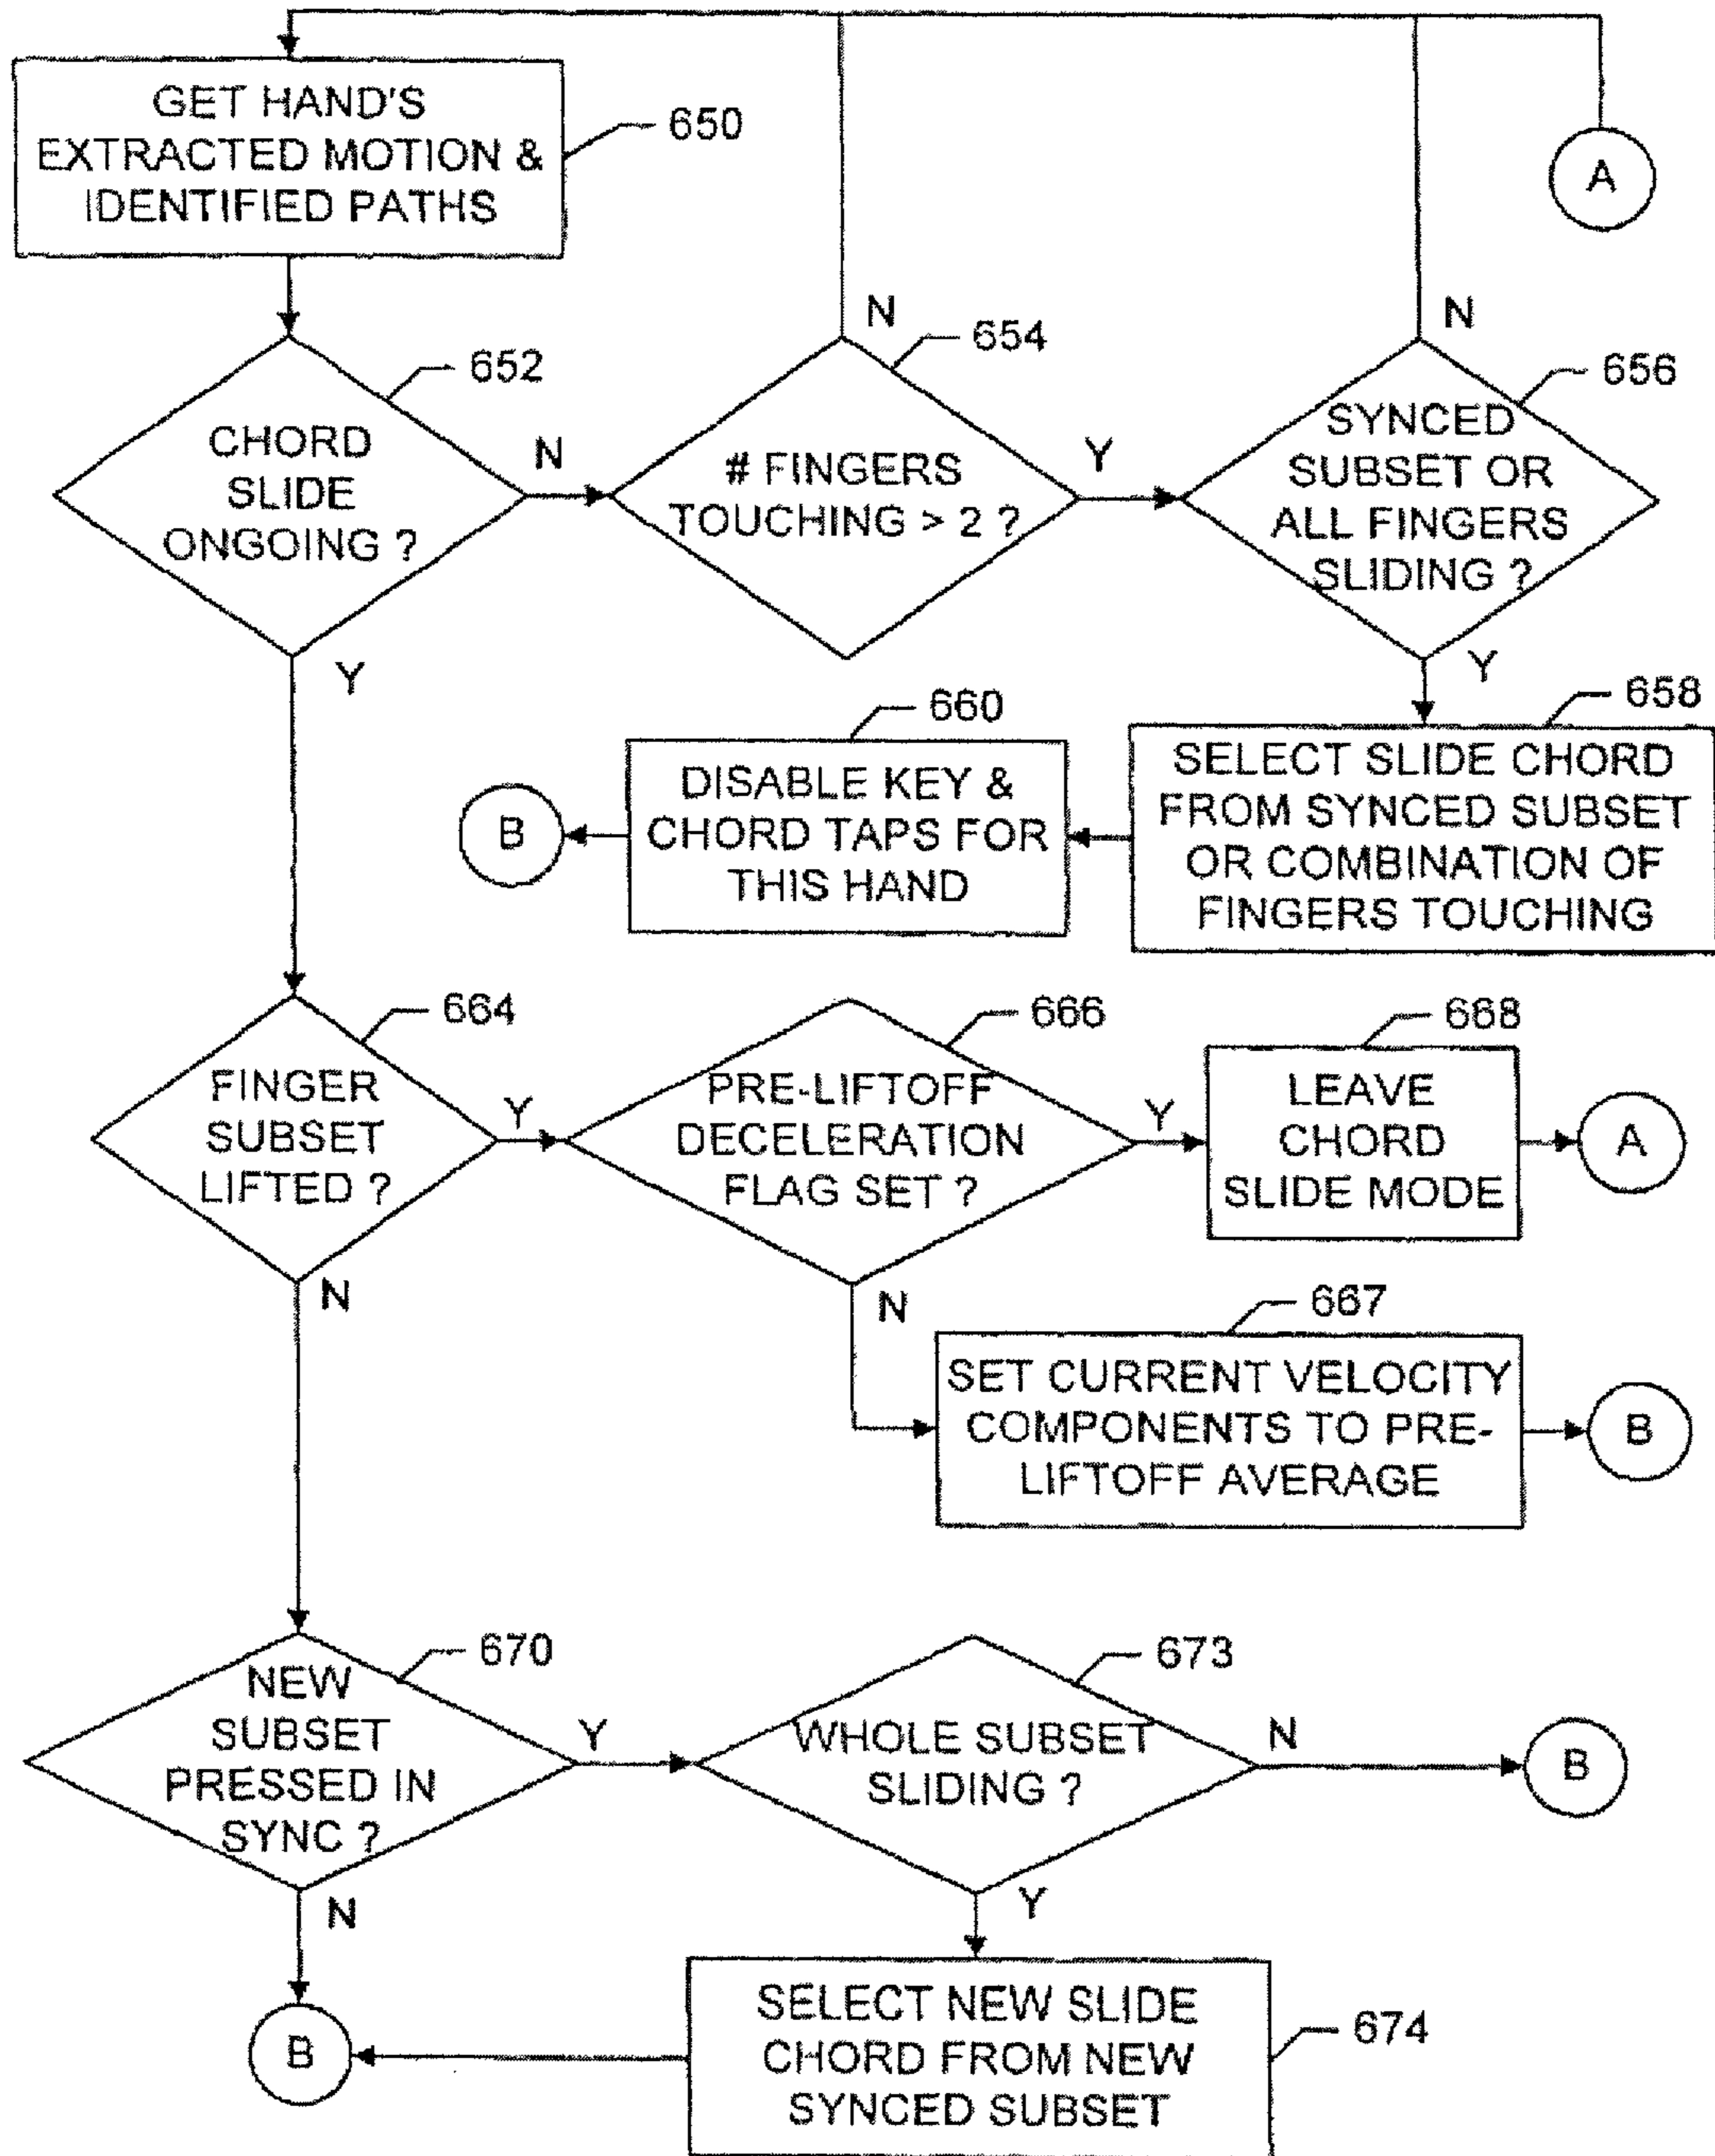 GET HAND'S
EXTRACTED MOTION &
IDENTIFIED PATHS
650
A
N
N
652
654
656
CHORD
SLIDE
ONGOING ?
N
# FINGERS
TOUCHING > 2 ?
Y
SYNCED
SUBSET OR
ALL FINGERS
SLIDING ?
Y
Y
660
658
B
DISABLE KEY &
CHORD TAPS FOR
THIS HAND
SELECT SLIDE CHORD
FROM SYNCED SUBSET
OR COMBINATION OF
FINGERS TOUCHING
664
666
668
FINGER
SUBSET
LIFTED ?
Y
PRE-LIFTOFF
DECELERATION
FLAG SET ?
Y
LEAVE
CHORD
SLIDE MODE
A
N
N
667
SET CURRENT VELOCITY
COMPONENTS TO PRE-
LIFTOFF AVERAGE
B
670
673
NEW
SUBSET
PRESSED IN
SYNC ?
Y
WHOLE SUBSET
SLIDING ?
N
B
N
Y
B
SELECT NEW SLIDE
CHORD FROM NEW
SYNCED SUBSET
674